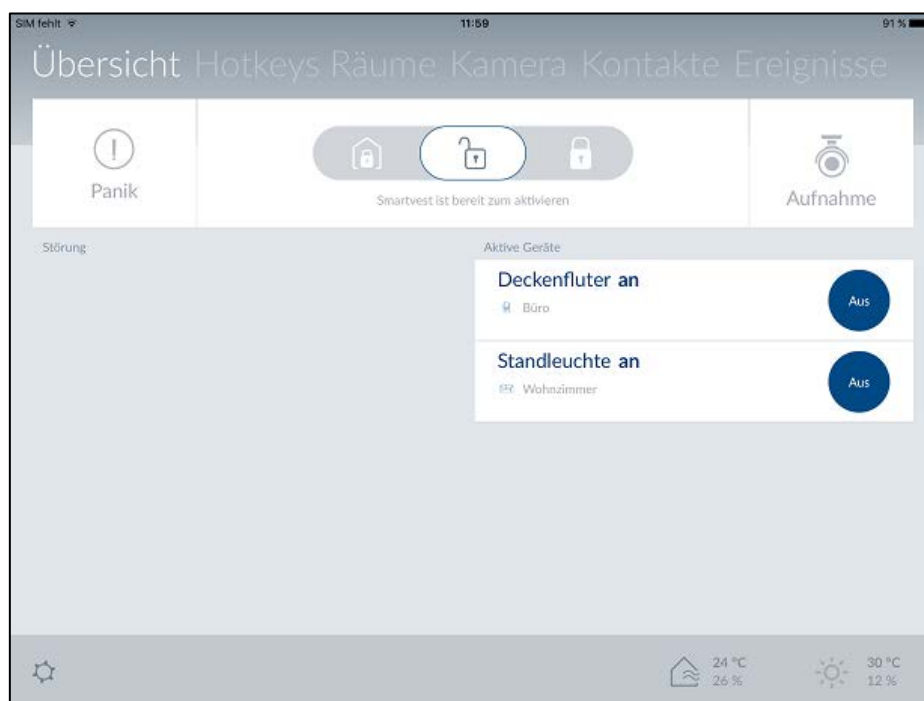 SIM fehlt 11:59 91 %
Übersicht Hotkeys Räume Kamera Kontakte Ereignisse
Panik
Smartvest ist bereit zum aktivieren
Aufnahme
Störung
Aktive Geräte
Deckenfluter an
Büro
Aus
Standleuchte an
Wohnzimmer
Aus
24 °C
26 %
30 °C
12 %